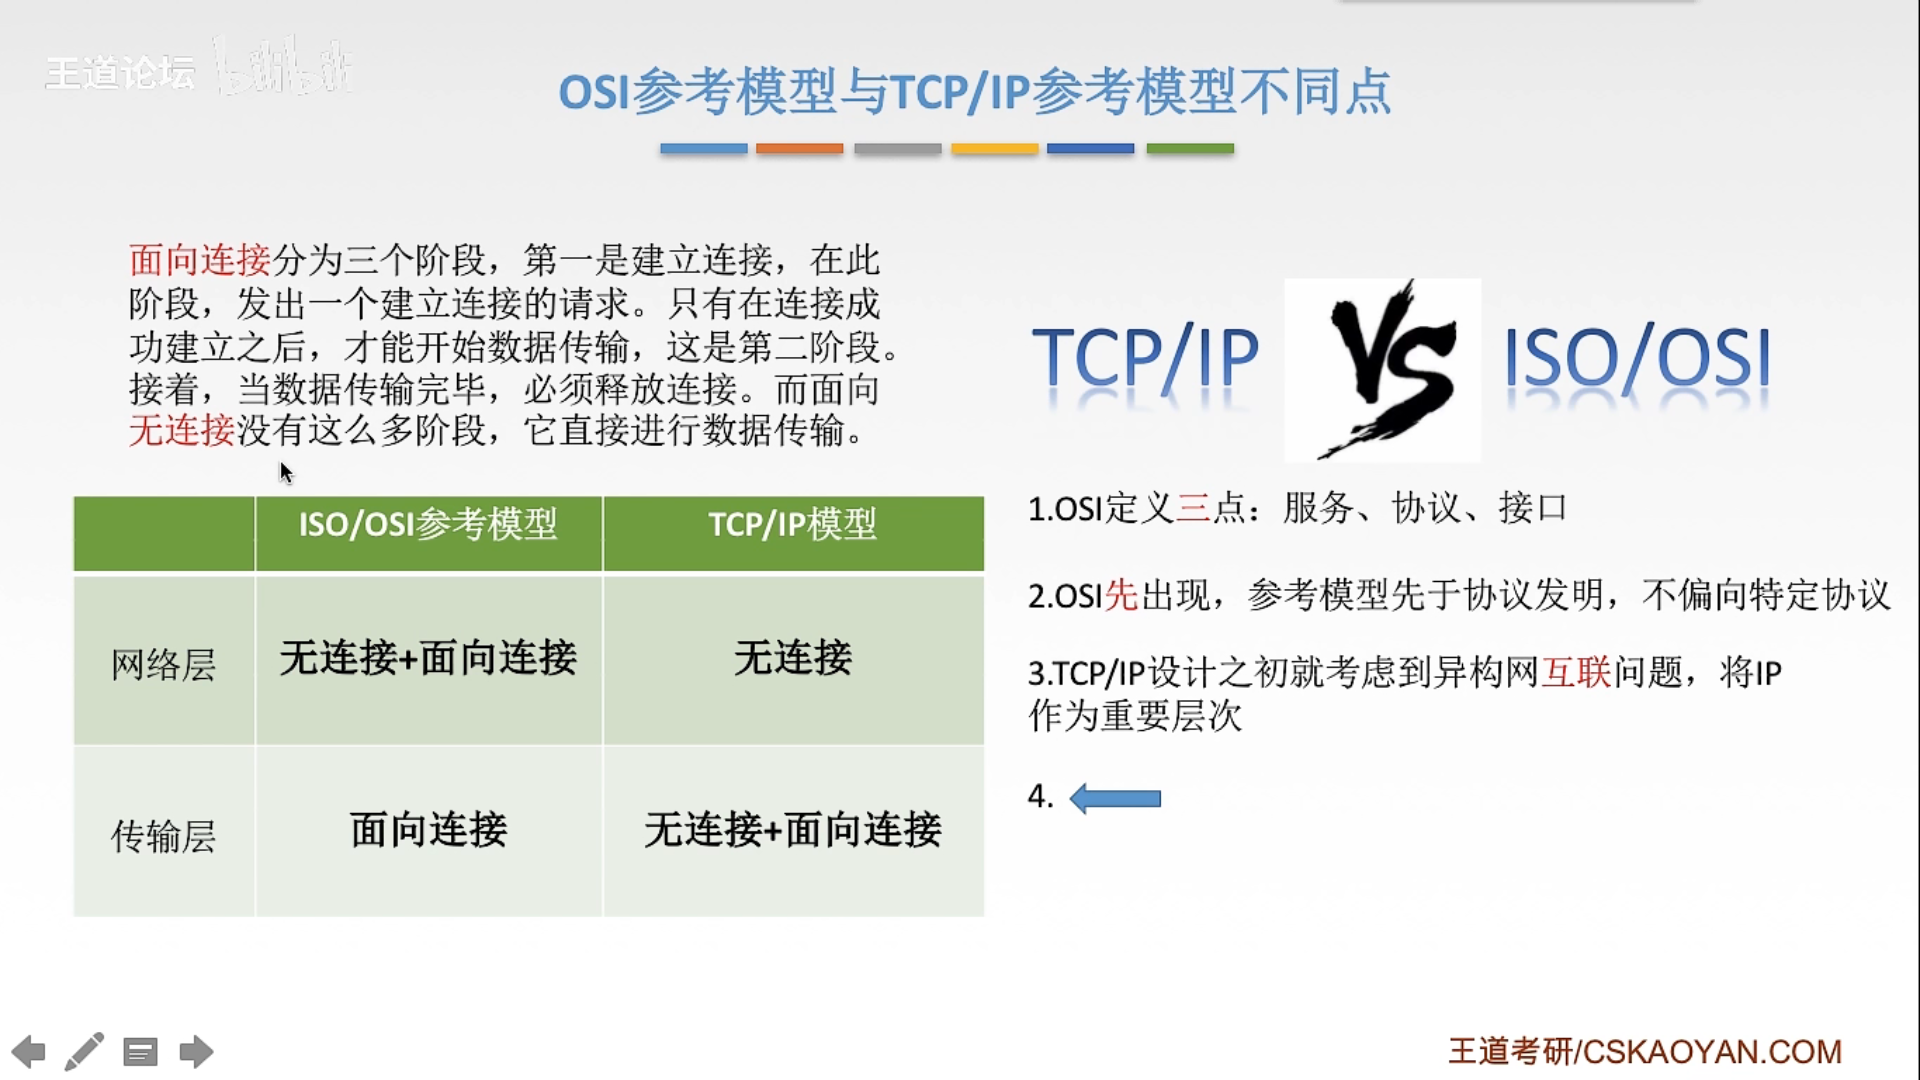 王道论坛 bilibili
OSI参考模型与TCP/IP参考模型不同点
面向连接分为三个阶段，第一是建立连接，在此
阶段，发出一个建立连接的请求。只有在连接成
功建立之后，才能开始数据传输，这是第二阶段。
接着，当数据传输完毕，必须释放连接。而面向
无连接没有这么多阶段，它直接进行数据传输。
ISO/OSI参考模型 TCP/IP模型
网络层 无连接+面向连接 无连接
传输层 面向连接 无连接+面向连接
TCP/IP VS ISO/OSI
1.OSI定义三点：服务、协议、接口
2.OSI先出现，参考模型先于协议发明，不偏向特定协议
3.TCP/IP设计之初就考虑到异构网互联问题，将IP
作为重要层次
4.
王道考研/CSKAOYAN.COM